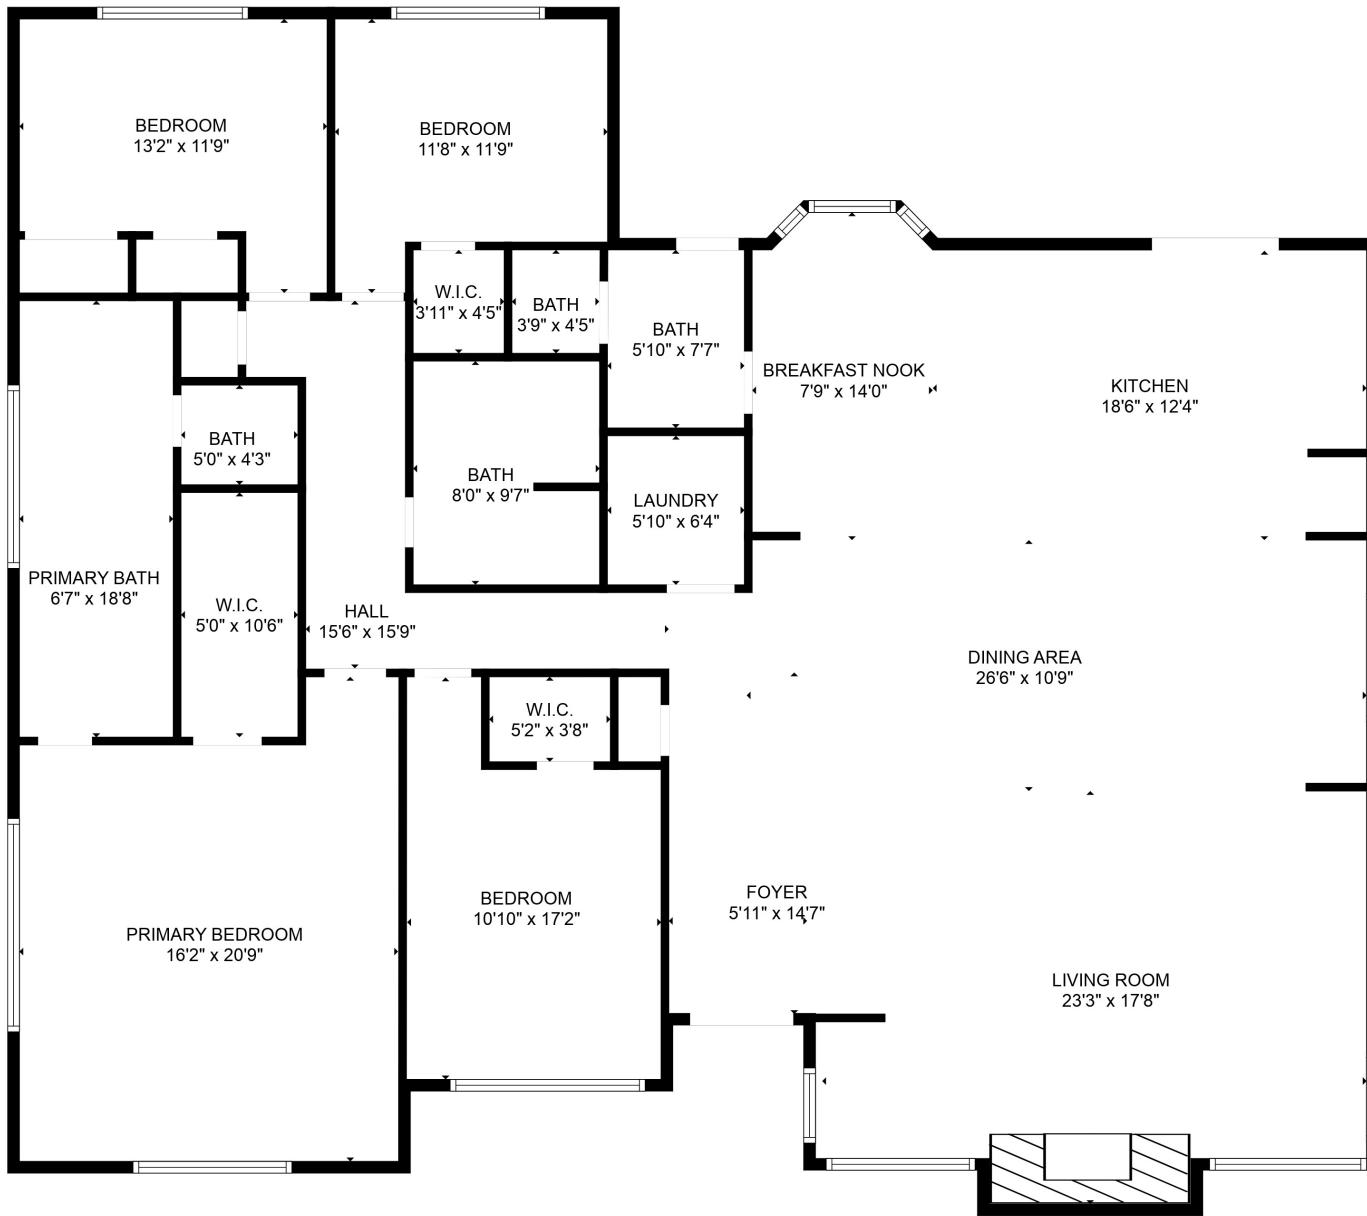 BEDROOM
13'2" x 11'9"
BEDROOM
11'8" x 11'9"
W.I.C.
3'11" x 4'5"
BATH
3'9" x 4'5"
BATH
5'10" x 7'7"
BREAKFAST NOOK
7'9" x 14'0"
KITCHEN
18'6" x 12'4"
BATH
5'0" x 4'3"
BATH
8'0" x 9'7"
LAUNDRY
5'10" x 6'4"
PRIMARY BATH
6'7" x 18'8"
W.I.C.
5'0" x 10'6"
HALL
15'6" x 15'9"
DINING AREA
26'6" x 10'9"
W.I.C.
5'2" x 3'8"
BEDROOM
10'10" x 17'2"
FOYER
5'11" x 14'7"
PRIMARY BEDROOM
16'2" x 20'9"
LIVING ROOM
23'3" x 17'8"